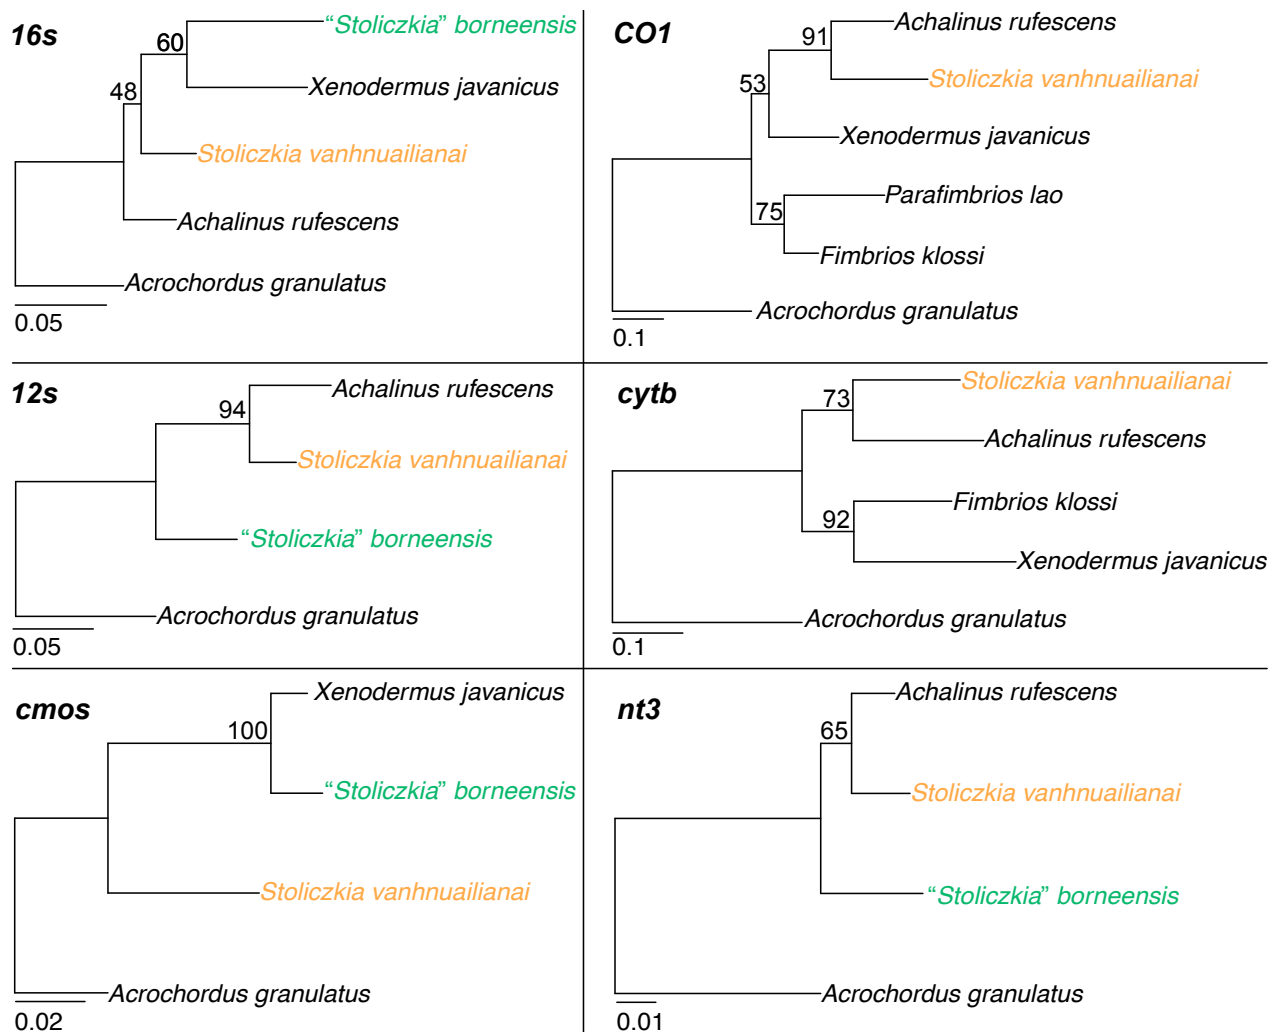 16s
"Stoliczkia" borneensis
60
Xenodermus javanicus
48
Stoliczkia vanhnuailianai
Achalinus rufescens
Acrochordus granulatus
0.05
CO1
Achalinus rufescens
91
Stoliczkia vanhnuailianai
53
Xenodermus javanicus
Parafimbrios lao
75
Fimbrios klossi
Acrochordus granulatus
0.1
12s
Achalinus rufescens
94
Stoliczkia vanhnuailianai
"Stoliczkia" borneensis
Acrochordus granulatus
0.05
cytb
Stoliczkia vanhnuailianai
73
Achalinus rufescens
Fimbrios klossi
92
Xenodermus javanicus
Acrochordus granulatus
0.1
cmos
Xenodermus javanicus
100
"Stoliczkia" borneensis
Stoliczkia vanhnuailianai
Acrochordus granulatus
0.02
nt3
Achalinus rufescens
65
Stoliczkia vanhnuailianai
"Stoliczkia" borneensis
Acrochordus granulatus
0.01